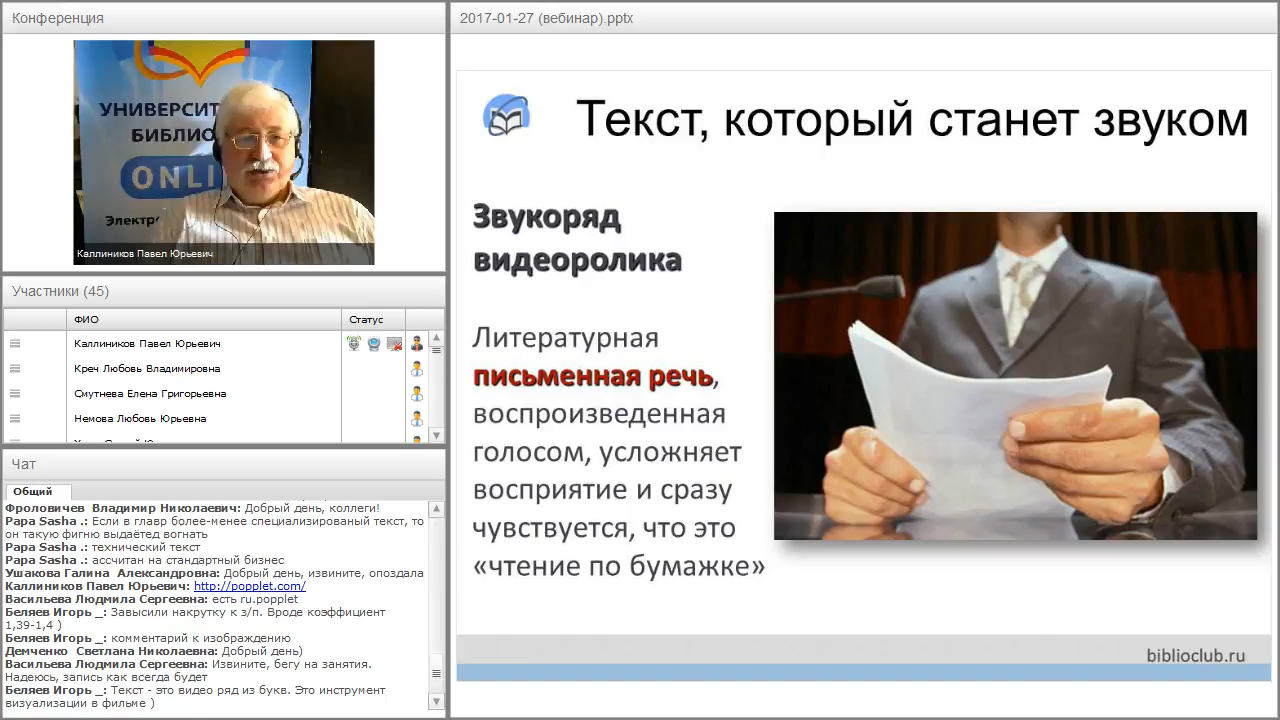 Конференция
УНИВЕРСИТ
БИБЛИО
ONLI
Электр
Каллиников Павел Юрьевич
Участники (45)
ФИО Статус
Каллиников Павел Юрьевич
Креч Любовь Владимировна
Смутнева Елена Григорьевна
Немова Любовь Юрьевна
Чат
Общий
Фроловичев Владимир Николаевич: Добрый день, коллеги!
Papa Sasha .: Если в главр более-менее специализированый текст, то
он такую фигню выдаётед вогнать
Papa Sasha .: технический текст
Papa Sasha .: ассчитан на стандартный бизнес
Ушакова Галина Александровна: Добрый день, извините, опоздала
Каллиников Павел Юрьевич: http://popplet.com/
Васильева Людмила Сергеевна: есть ru.popplet
Беляев Игорь _: Завысили накрутку к з/п. Вроде коэффициент
1,39-1,4 )
Беляев Игорь _: комментарий к изображению
Демченко Светлана Николаевна: Добрый день)
Васильева Людмила Сергеевна: Извините, бегу на занятия.
Надеюсь, запись как всегда будет
Беляев Игорь _: Текст - это видео ряд из букв. Это инструмент
визуализации в фильме )
2017-01-27 (вебинар).pptx
Текст, который станет звуком
Звукоряд
видеоролика
Литературная
письменная речь,
воспроизведенная
голосом, усложняет
восприятие и сразу
чувствуется, что это
«чтение по бумажке»
biblioclub.ru